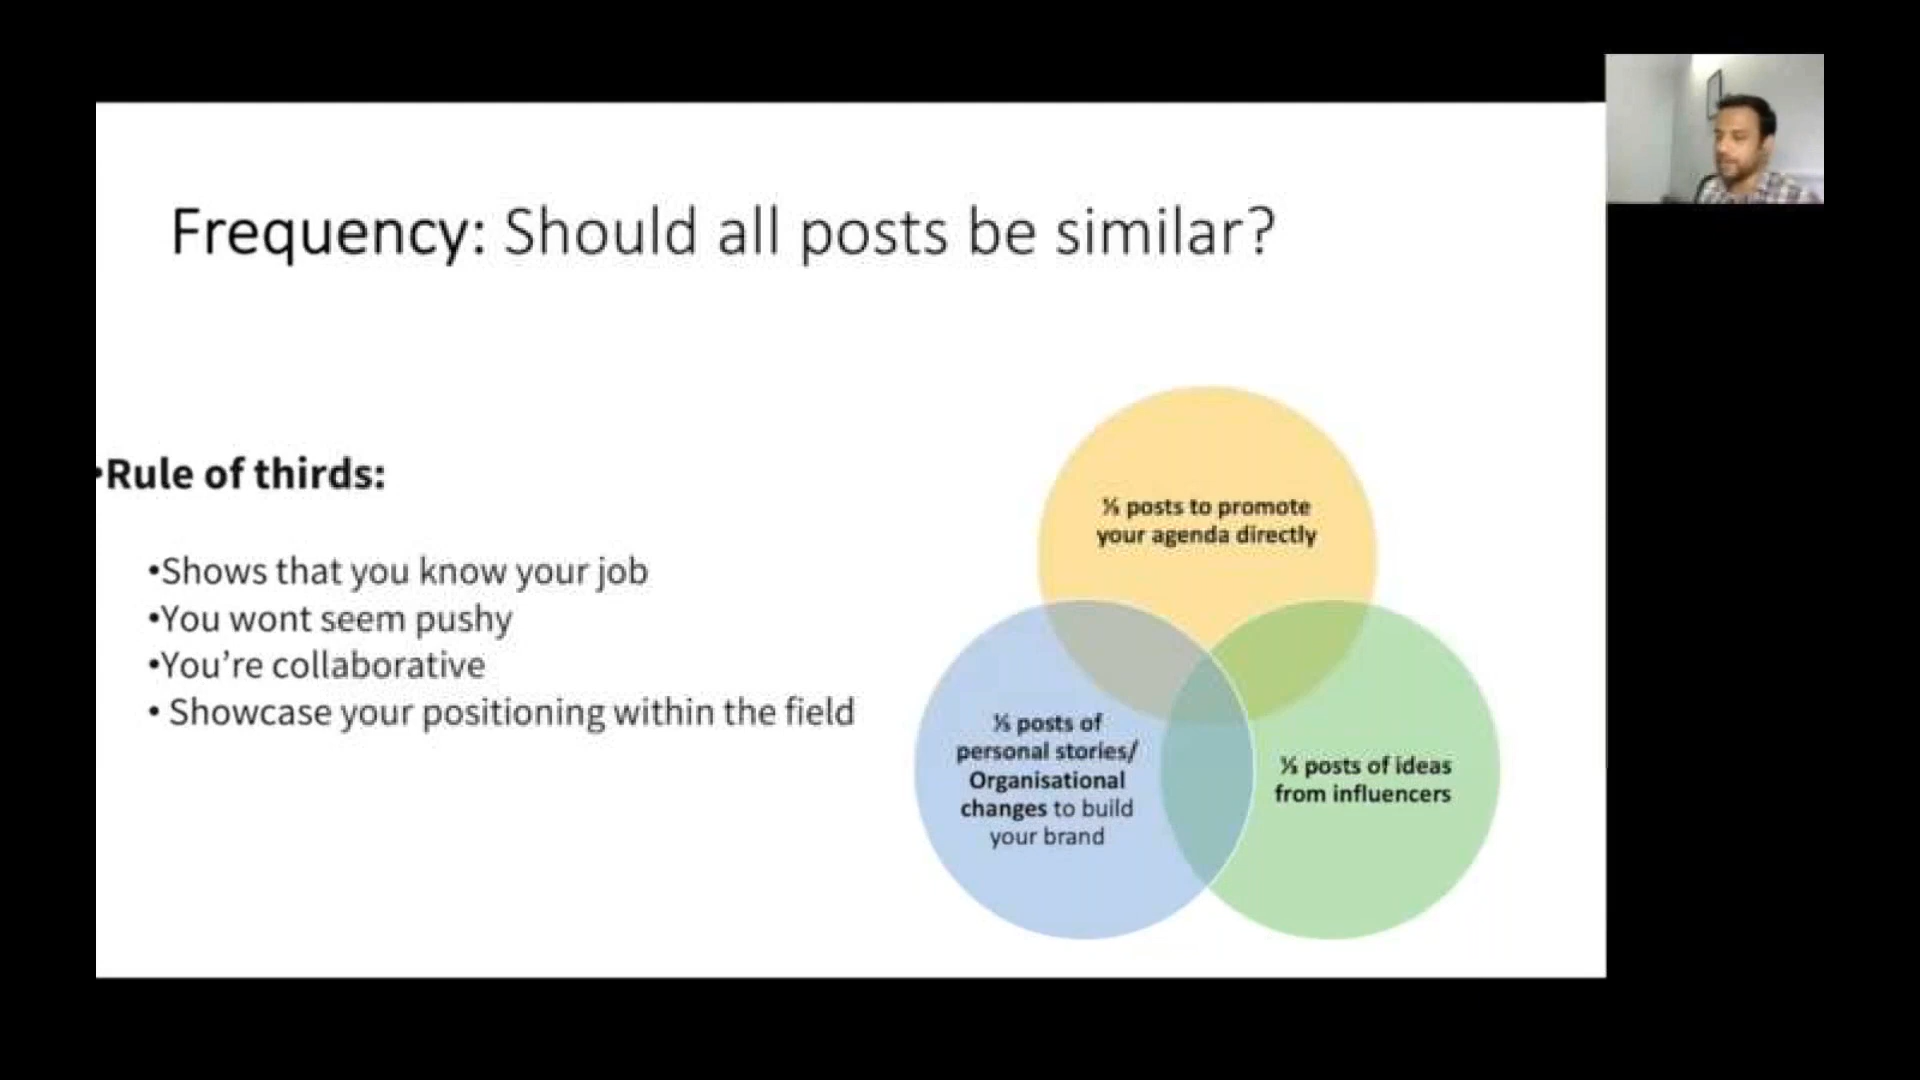 Frequency: Should all posts be similar?
•Rule of thirds:
•Shows that you know your job
•You wont seem pushy
•You're collaborative
• Showcase your positioning within the field
⅓ posts to promote
your agenda directly
⅓ posts of
personal stories/
Organisational
changes to build
your brand
⅓ posts of ideas
from influencers